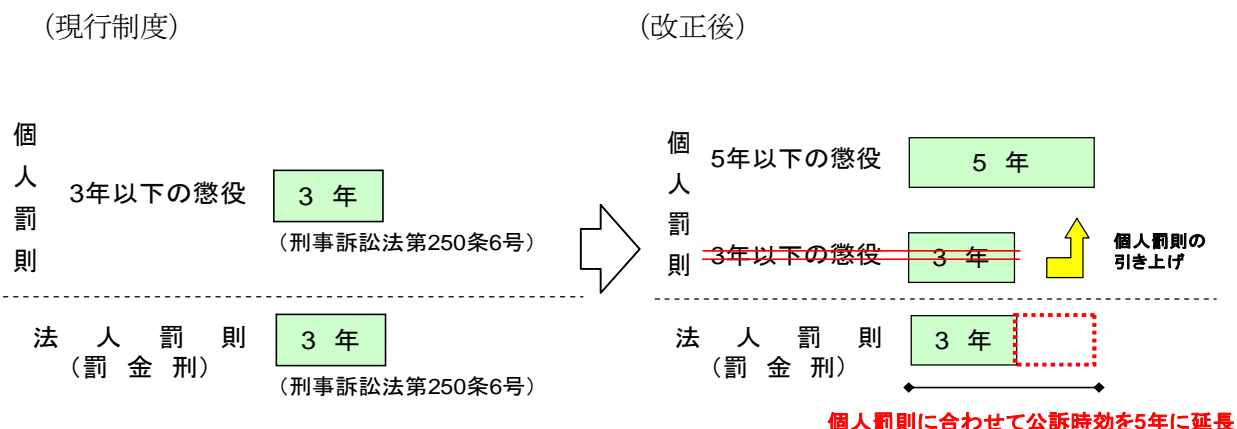 （現行制度）
個人罰則
3年以下の懲役
3 年
（刑事訴訟法第250条6号）
法人罰則
（罰金刑）
3 年
（刑事訴訟法第250条6号）
（改正後）
個人罰則
5年以下の懲役
5 年
3年以下の懲役
3 年
個人罰則の
引き上げ
法人罰則
（罰金刑）
3 年
個人罰則に合わせて公訴時効を5年に延長